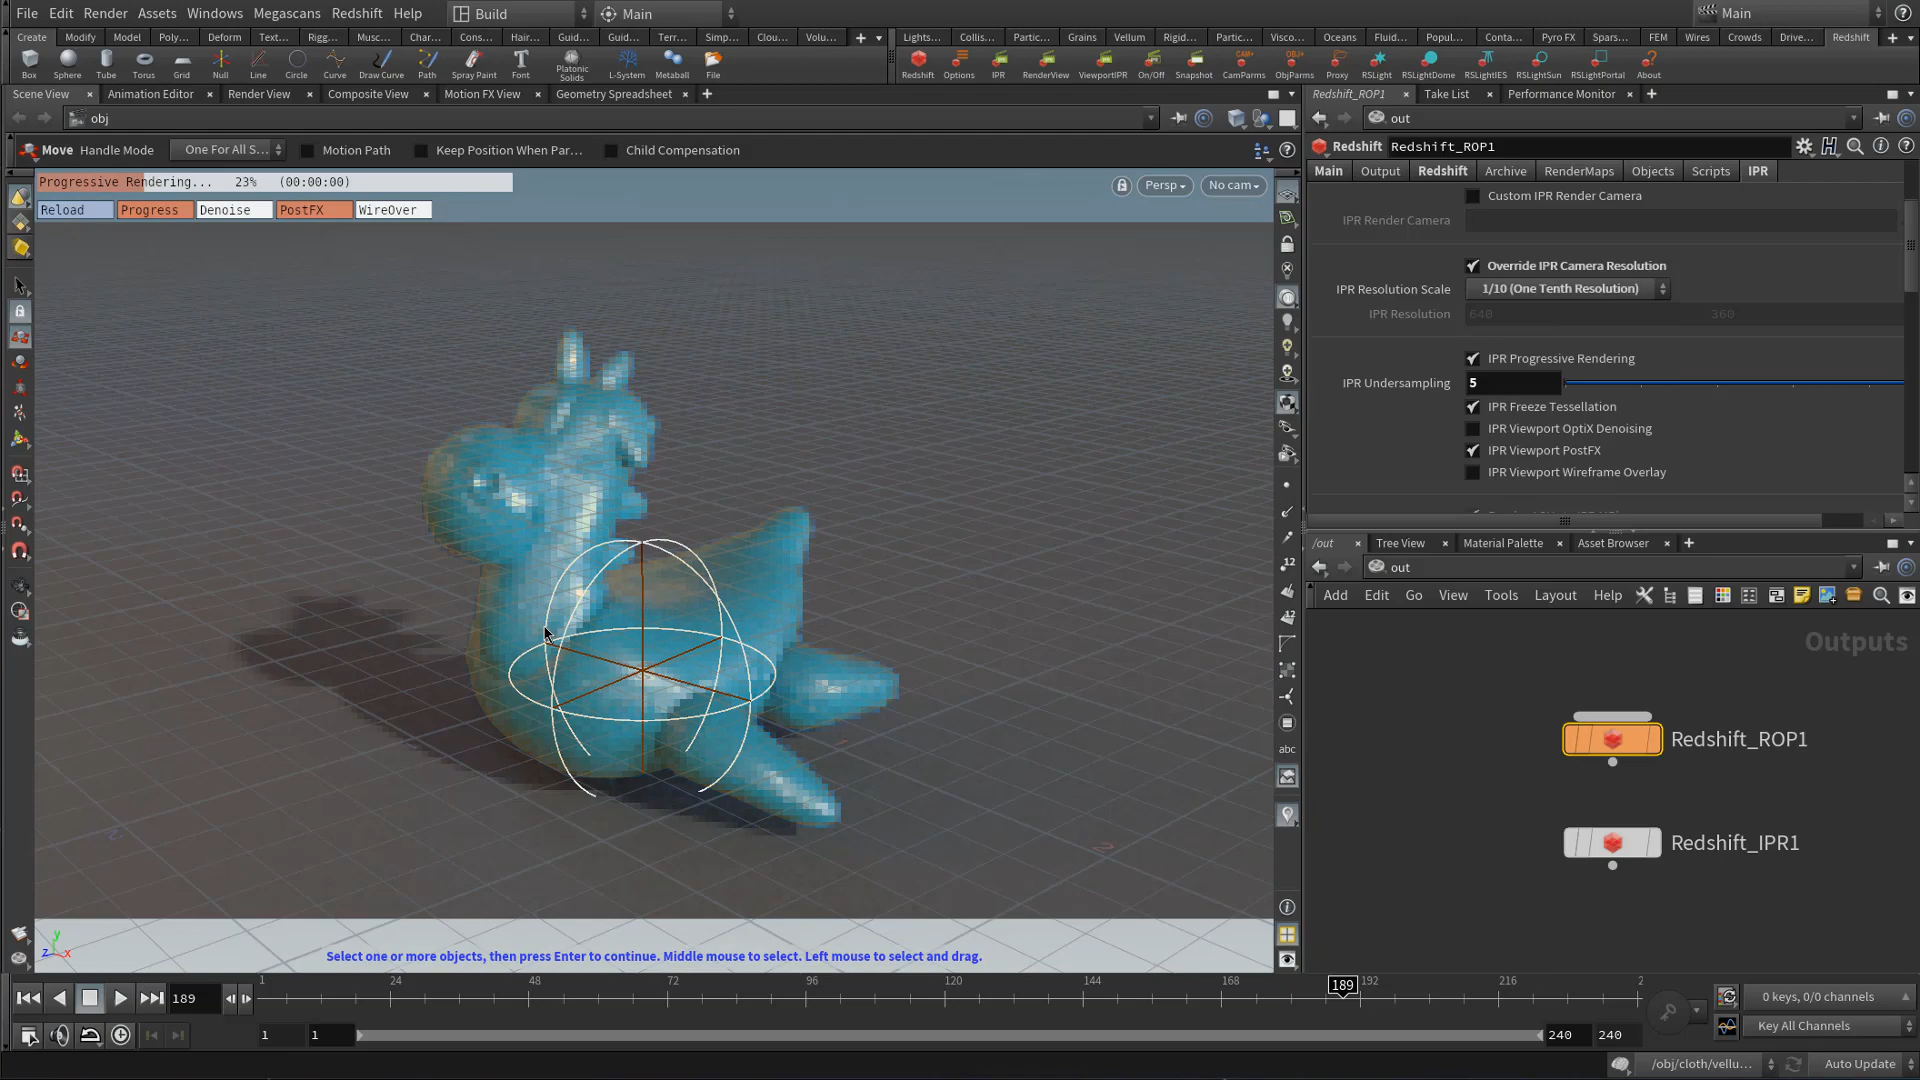 File Edit Render Assets Windows Megascans Redshift Help Build Main Main
Create Modify Model Poly... Deform Text... Rigg... Musc... Char... Cons... Hair... Guid... Guid... Terr... Simp... Clou... Volu... Lights... Collis... Partic... Grains Vellum Rigid... Partic... Visco... Oceans Fluid... Popul... Conta... Pyro FX Spars... FEM Wires Crowds Drive... Redshift
Box Sphere Tube Torus Grid Null Line Circle Curve Draw Curve Path Spray Paint Font Platonic Solids L-System Metaball File Redshift Options IPR RenderView ViewportIPR On/Off Snapshot CamParms ObjParms Proxy RSLight RSLightDome RSLightIES RSLightSun RSLightPortal About
Scene View Animation Editor Render View Composite View Motion FX View Geometry Spreadsheet
obj
Move Handle Mode One For All S... Motion Path Keep Position When Par... Child Compensation
Progressive Rendering... 23% (00:00:00)
Reload Progress Denoise PostFX WireOver
Persp No cam
Redshift_ROP1 Take List Performance Monitor
out
Redshift Redshift_ROP1
Main Output Redshift Archive RenderMaps Objects Scripts IPR
Custom IPR Render Camera
IPR Render Camera
Override IPR Camera Resolution
IPR Resolution Scale 1/10 (One Tenth Resolution)
IPR Resolution 640 360
IPR Progressive Rendering
IPR Undersampling 5
IPR Freeze Tessellation
IPR Viewport OptiX Denoising
IPR Viewport PostFX
IPR Viewport Wireframe Overlay
/out Tree View Material Palette Asset Browser
out
Add Edit Go View Tools Layout Help
Outputs
Redshift_ROP1
Redshift_IPR1
12
42
abc
y
z x
Select one or more objects, then press Enter to continue. Middle mouse to select. Left mouse to select and drag.
189 1 24 48 72 96 120 144 168 189 192 216 2
0 keys, 0/0 channels
1 1 240 240 Key All Channels
/obj/cloth/vellu... Auto Update